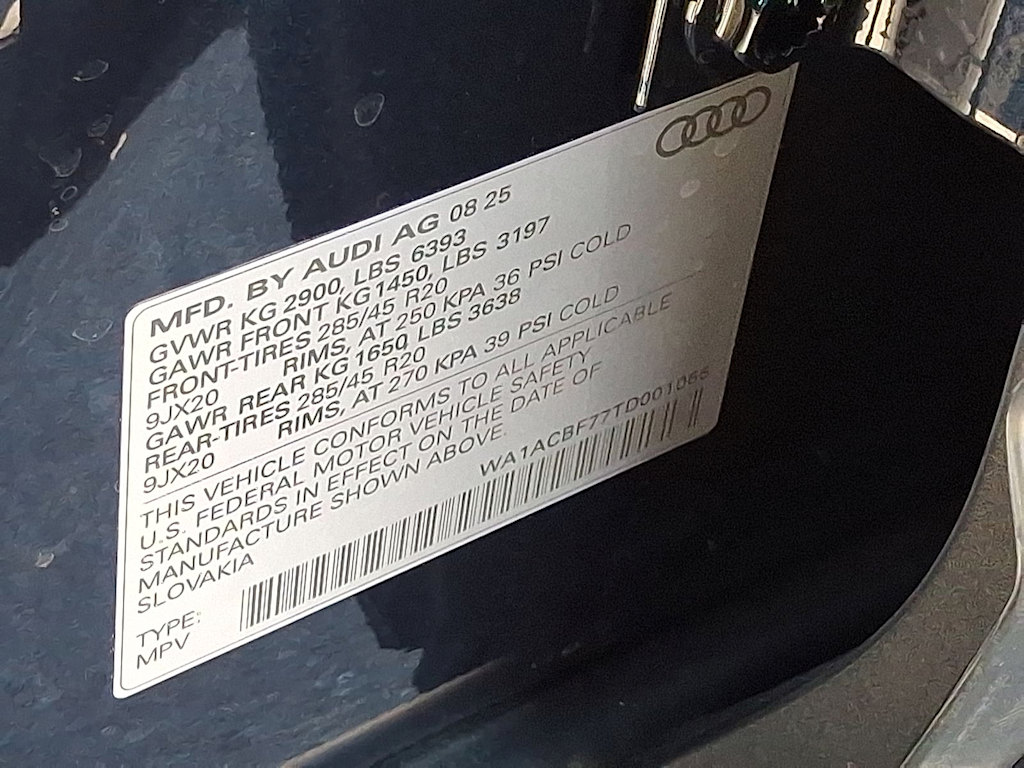 MFD. BY AUDI AG 08 25
GVWR KG 2900, LBS 6393
GAWR FRONT KG 1450, LBS 3197
FRONT-TIRES 285/45 R20
9JX20 RIMS, AT 250 KPA 36 PSI COLD
GAWR REAR KG 1650, LBS 3638
REAR-TIRES 285/45 R20
9JX20 RIMS, AT 270 KPA 39 PSI COLD
THIS VEHICLE CONFORMS TO ALL APPLICABLE
U.S. FEDERAL MOTOR VEHICLE SAFETY
STANDARDS IN EFFECT ON THE DATE OF
MANUFACTURE SHOWN ABOVE.
SLOVAKIA
WA1ACBF77TD001065
TYPE:
MPV